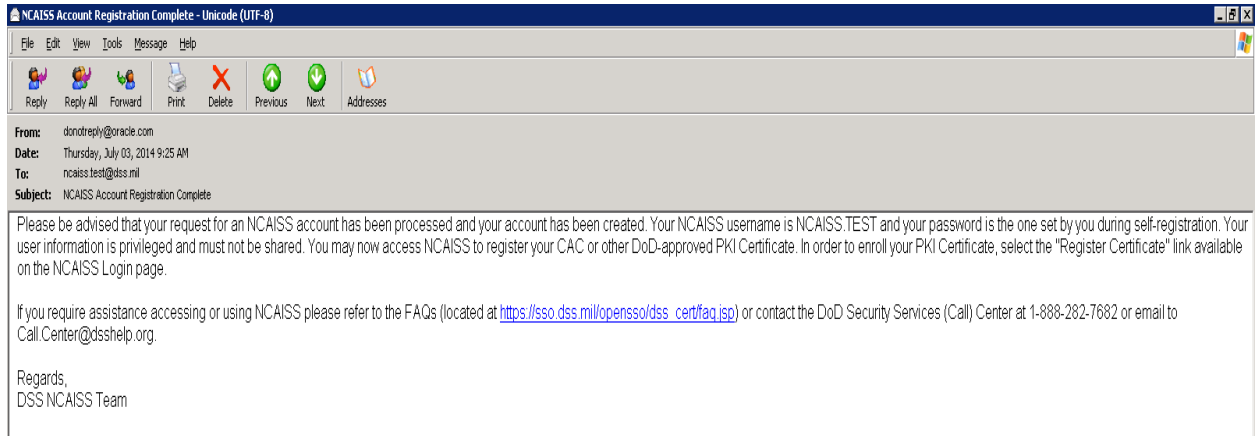 NCAISS Account Registration Complete - Unicode (UTF-8)
File Edit View Tools Message Help
Reply Reply All Forward Print Delete Previous Next Addresses
From: donotreply@oracle.com
Date: Thursday, July 03, 2014 9:25 AM
To: ncaiss.test@dss.mil
Subject: NCAISS Account Registration Complete
Please be advised that your request for an NCAISS account has been processed and your account has been created. Your NCAISS username is NCAISS.TEST and your password is the one set by you during self-registration. Your
user information is privileged and must not be shared. You may now access NCAISS to register your CAC or other DoD-approved PKI Certificate. In order to enroll your PKI Certificate, select the "Register Certificate" link available
on the NCAISS Login page.
If you require assistance accessing or using NCAISS please refer to the FAQs (located at https://sso.dss.mil/opensso/dss_cert/faq.jsp) or contact the DoD Security Services (Call) Center at 1-888-282-7682 or email to
Call.Center@dsshelp.org.
Regards,
DSS NCAISS Team